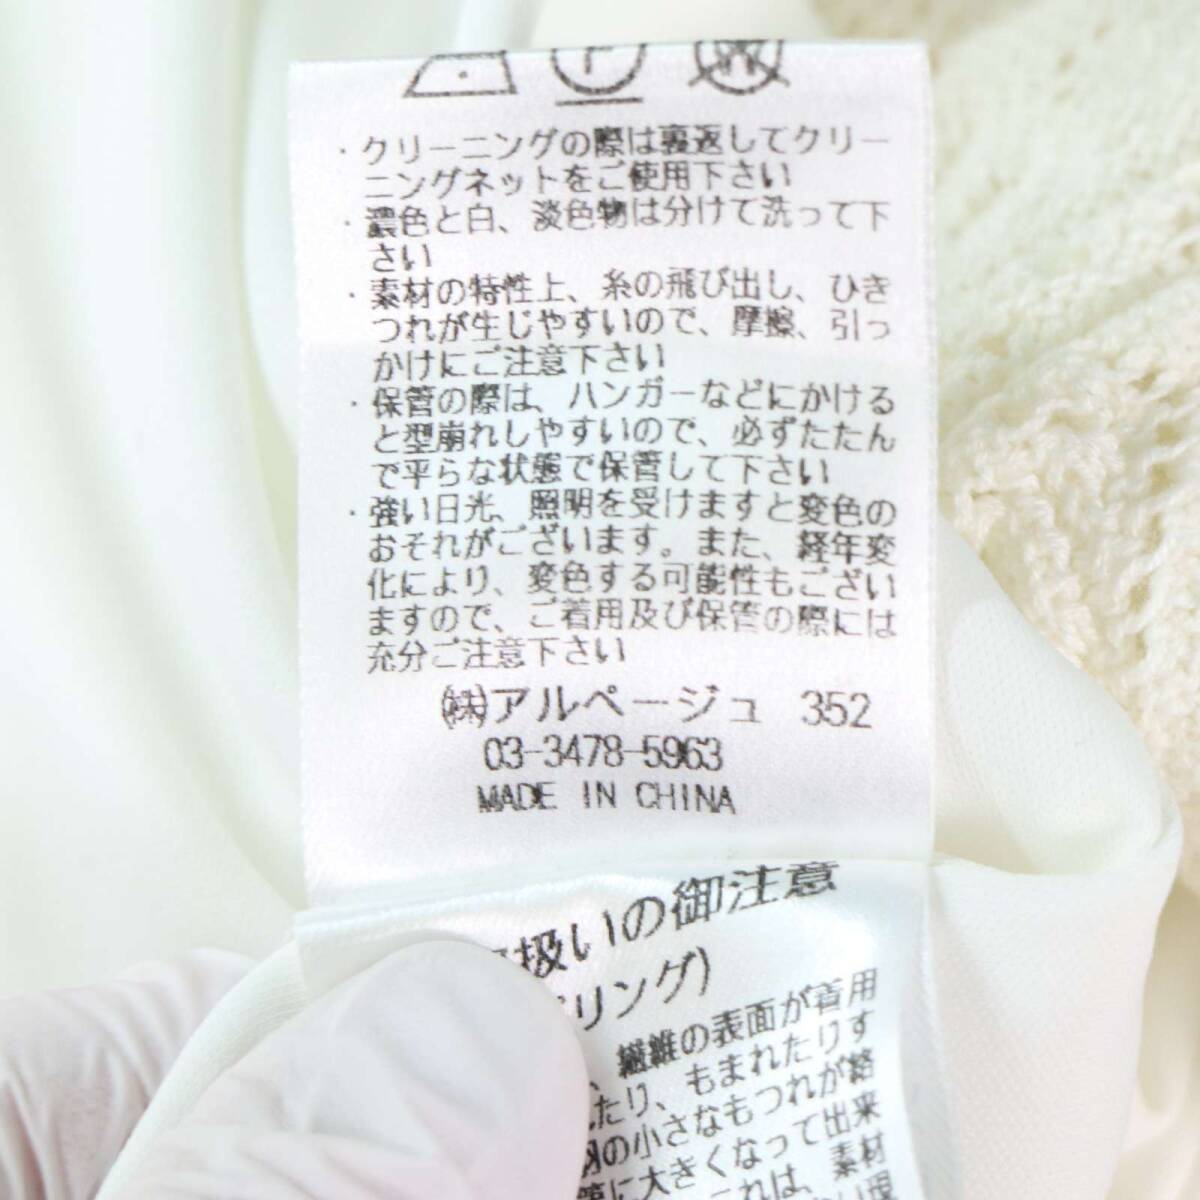 ・クリーニングの際は裏返してクリー
ニングネットをご使用下さい
・濃色と白、淡色物は分けて洗って下
さい
・素材の特性上、糸の飛び出し、ひき
つれが生じやすいので、摩擦、引っ
かけにご注意下さい
・保管の際は、ハンガーなどにかける
と型崩れしやすいので、必ずたたん
で平らな状態で保管して下さい
・強い日光、照明を受けますと変色の
おそれがございます。また、経年変
化により、変色する可能性もござい
ますので、ご着用及び保管の際には
充分ご注意下さい
㈱アルページュ 352
03-3478-5963
MADE IN CHINA
扱いの御注意
リング)
繊維の表面が着用
たり、もまれたりす
の小さなもつれが絡
に大きくなって出来
これは、素材
い現